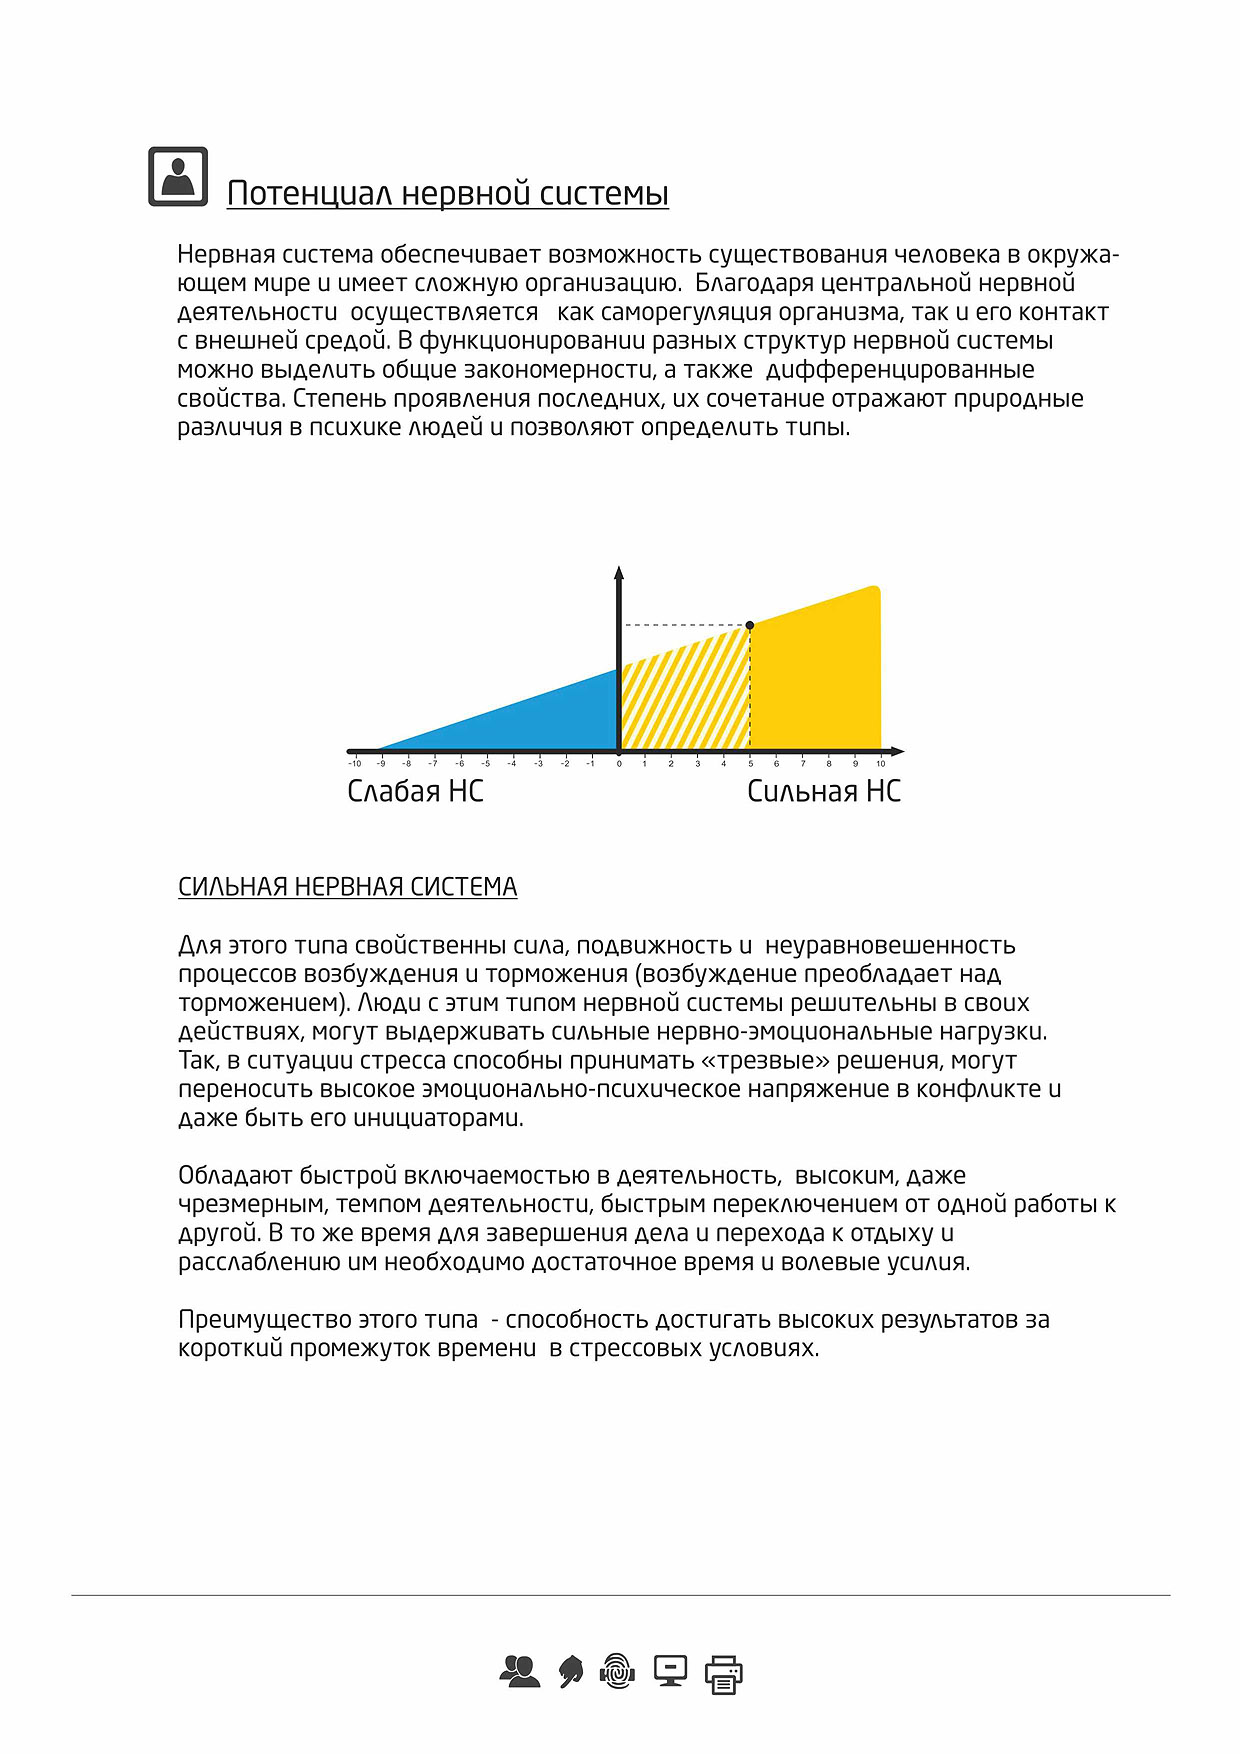 Потенциал нервной системы
Нервная система обеспечивает возможность существования человека в окружа-
ющем мире и имеет сложную организацию. Благодаря центральной нервной
деятельности осуществляется как саморегуляция организма, так и его контакт
с внешней средой. В функционировании разных структур нервной системы
можно выделить общие закономерности, а также дифференцированные
свойства. Степень проявления последних, их сочетание отражают природные
различия в психике людей и позволяют определить типы.
-10 -9 -8 -7 -6 -5 -4 -3 -2 -1 0 1 2 3 4 5 6 7 8 9 10
Слабая НС Сильная НС
СИЛЬНАЯ НЕРВНАЯ СИСТЕМА
Для этого типа свойственны сила, подвижность и неуравновешенность
процессов возбуждения и торможения (возбуждение преобладает над
торможением). Люди с этим типом нервной системы решительны в своих
действиях, могут выдерживать сильные нервно-эмоциональные нагрузки.
Так, в ситуации стресса способны принимать «трезвые» решения, могут
переносить высокое эмоционально-психическое напряжение в конфликте и
даже быть его инициаторами.
Обладают быстрой включаемостью в деятельность, высоким, даже
чрезмерным, темпом деятельности, быстрым переключением от одной работы к
другой. В то же время для завершения дела и перехода к отдыху и
расслаблению им необходимо достаточное время и волевые усилия.
Преимущество этого типа - способность достигать высоких результатов за
короткий промежуток времени в стрессовых условиях.